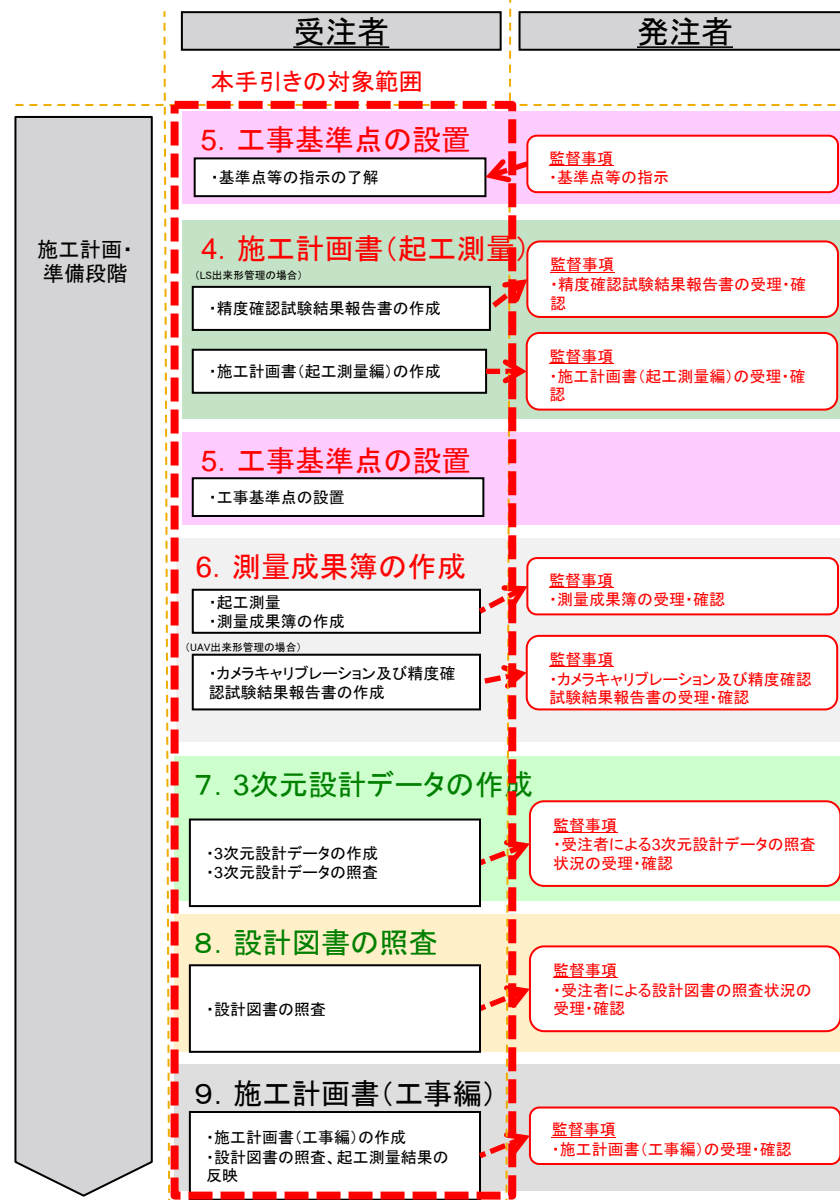 受注者
発注者
本手引きの対象範囲
施工計画・
準備段階
5. 工事基準点の設置
・基準点等の指示の了解
監督事項
・基準点等の指示
4. 施工計画書(起工測量)
(LS出来形管理の場合)
・精度確認試験結果報告書の作成
監督事項
・精度確認試験結果報告書の受理・確
認
・施工計画書(起工測量編)の作成
監督事項
・施工計画書(起工測量編)の受理・確
認
5. 工事基準点の設置
・工事基準点の設置
6. 測量成果簿の作成
・起工測量
・測量成果簿の作成
監督事項
・測量成果簿の受理・確認
(UAV出来形管理の場合)
・カメラキャリブレーション及び精度確
認試験結果報告書の作成
監督事項
・カメラキャリブレーション及び精度確認
試験結果報告書の受理・確認
7. 3次元設計データの作成
・3次元設計データの作成
・3次元設計データの照査
監督事項
・受注者による3次元設計データの照査
状況の受理・確認
8. 設計図書の照査
・設計図書の照査
監督事項
・受注者による設計図書の照査状況の
受理・確認
9. 施工計画書(工事編)
・施工計画書(工事編)の作成
・設計図書の照査、起工測量結果の
反映
監督事項
・施工計画書(工事編)の受理・確認